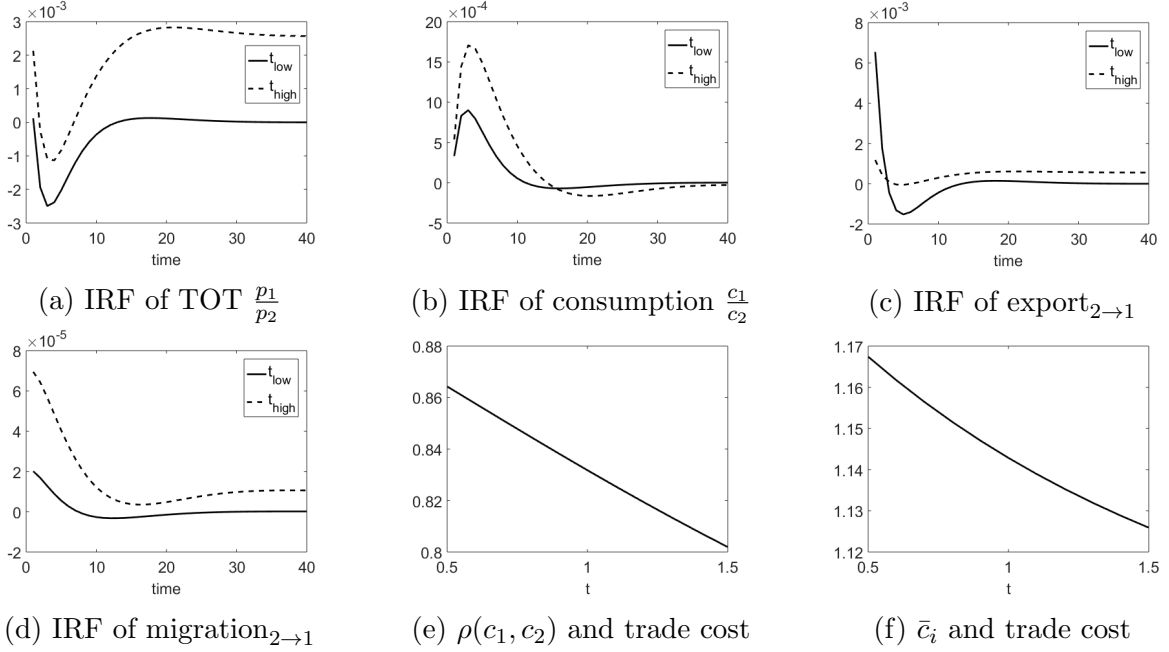 ×10⁻³
3
2
1
0
-1
-2
-3
t_low
t_high
0 10 20 30 40
time
(a) IRF of TOT p₁/p₂
×10⁻⁴
20
15
10
5
0
-5
t_low
t_high
0 10 20 30 40
time
(b) IRF of consumption c₁/c₂
×10⁻³
8
6
4
2
0
-2
t_low
t_high
0 10 20 30 40
time
(c) IRF of export₂→₁
×10⁻⁵
8
6
4
2
0
-2
t_low
t_high
0 10 20 30 40
time
(d) IRF of migration₂→₁
0.88
0.86
0.84
0.82
0.8
0.5 1 1.5
t
(e) ρ(c₁, c₂) and trade cost
1.17
1.16
1.15
1.14
1.13
1.12
0.5 1 1.5
t
(f) c̄ᵢ and trade cost